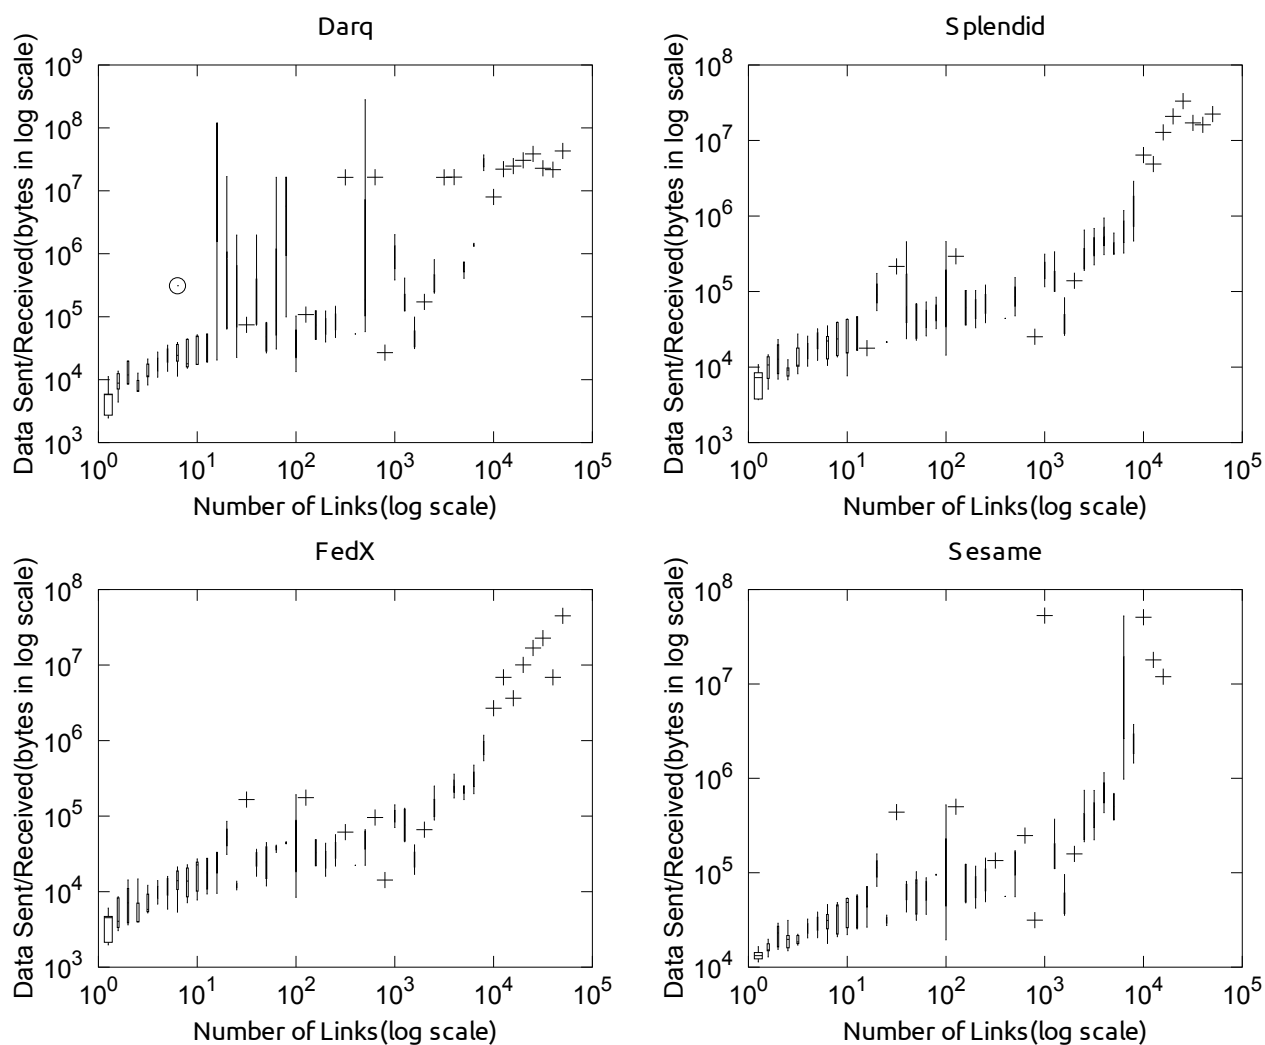 Darq
Data Sent/Received(bytes in log scale)
10^9
10^8
10^7
10^6
10^5
10^4
10^3
10^0 10^1 10^2 10^3 10^4 10^5
Number of Links(log scale)
Splendid
Data Sent/Received(bytes in log scale)
10^8
10^7
10^6
10^5
10^4
10^3
10^0 10^1 10^2 10^3 10^4 10^5
Number of Links(log scale)
FedX
Data Sent/Received(bytes in log scale)
10^8
10^7
10^6
10^5
10^4
10^3
10^0 10^1 10^2 10^3 10^4 10^5
Number of Links(log scale)
Sesame
Data Sent/Received(bytes in log scale)
10^8
10^7
10^6
10^5
10^4
10^0 10^1 10^2 10^3 10^4 10^5
Number of Links(log scale)